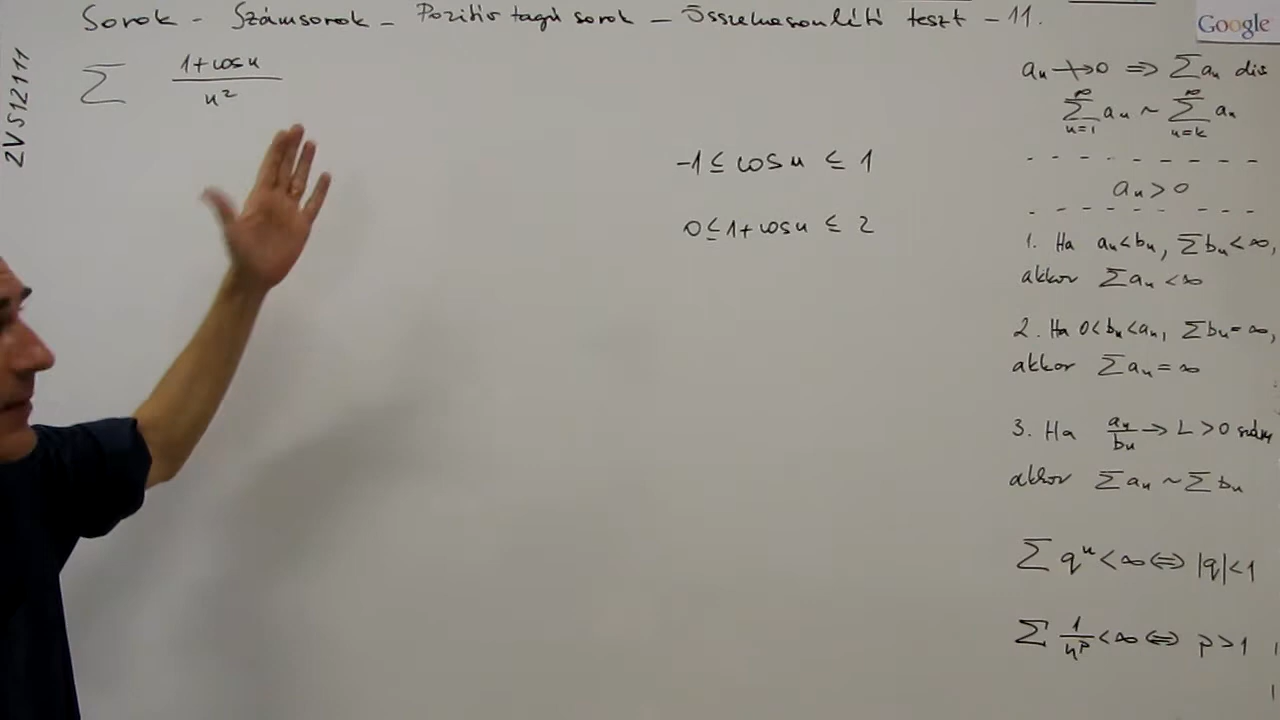 Sorok - Számsorok - Pozitív tagú sorok - Összehasonlító teszt - 11.
Google
2VS12111
∑ (1+cos n)/n²
-1 ≤ cos n ≤ 1
0 ≤ 1+cos n ≤ 2
aₙ ↛ 0 ⇒ ∑aₙ div
∑_{n=1}^{∞} aₙ ~ ∑_{n=k}^{∞} aₙ
aₙ > 0
1. Ha aₙ<bₙ, ∑bₙ<∞,
akkor ∑aₙ<∞
2. Ha 0<bₙ<aₙ, ∑bₙ=∞,
akkor ∑aₙ=∞
3. Ha aₙ/bₙ → L > 0 szám
akkor ∑aₙ ~ ∑bₙ
∑qⁿ<∞ ⇔ |q|<1
∑ 1/nᵖ <∞ ⇔ p>1